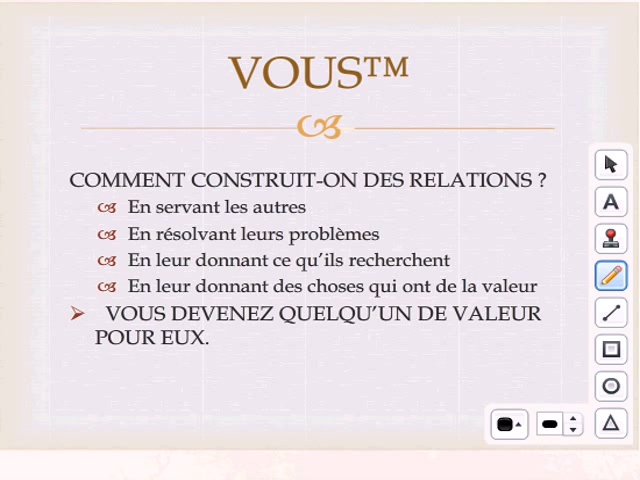 VOUS™
COMMENT CONSTRUIT-ON DES RELATIONS ?
En servant les autres
En résolvant leurs problèmes
En leur donnant ce qu’ils recherchent
En leur donnant des choses qui ont de la valeur
VOUS DEVENEZ QUELQU’UN DE VALEUR
POUR EUX.
A